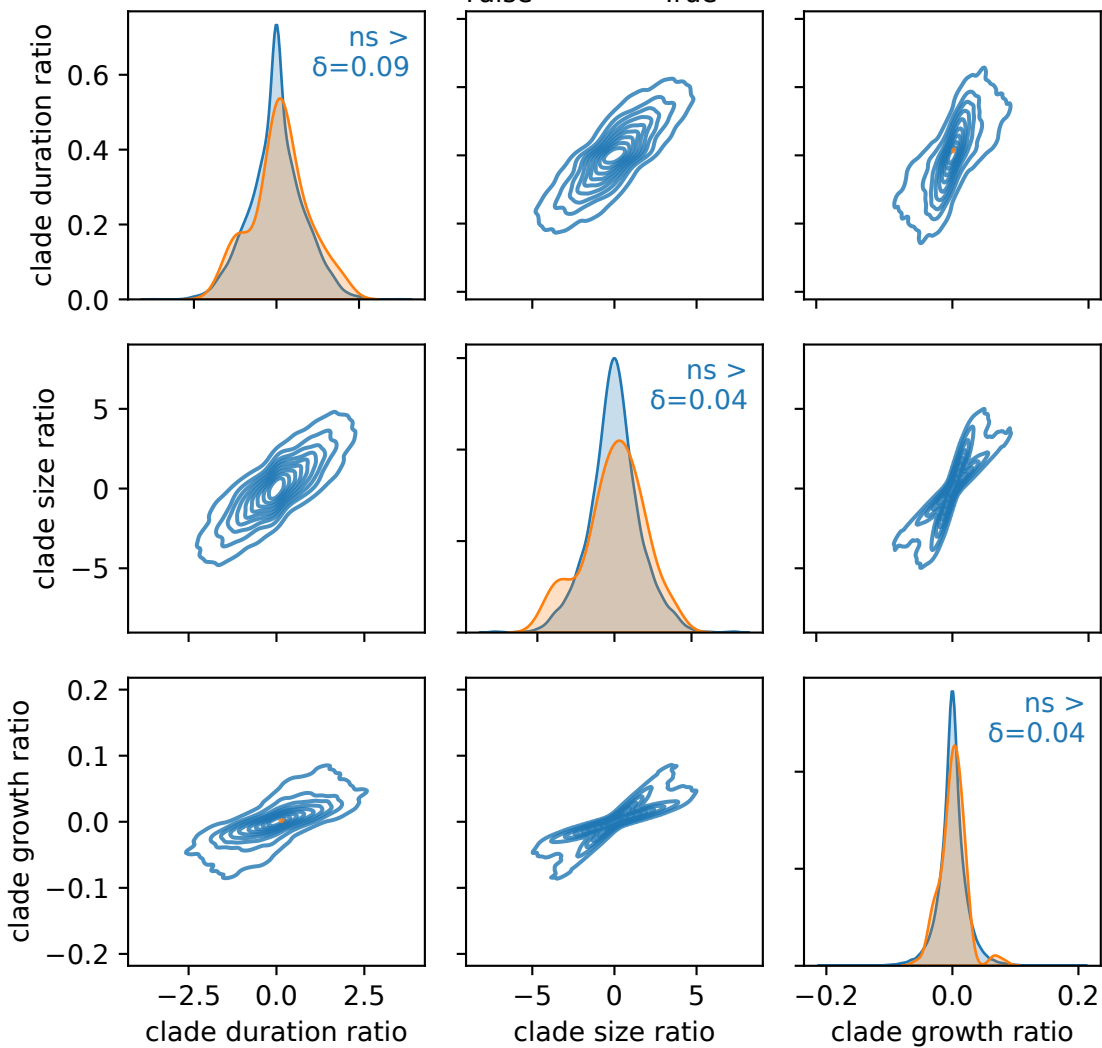 True
clade duration ratio
0.6
0.4
0.2
0.0
ns >
δ=0.09
clade size ratio
5
0
−5
ns >
δ=0.04
clade growth ratio
0.2
0.1
0.0
−0.1
−0.2
ns >
δ=0.04
−2.5 0.0 2.5
−5 0 5
−0.2 0.0 0.2
clade duration ratio
clade size ratio
clade growth ratio